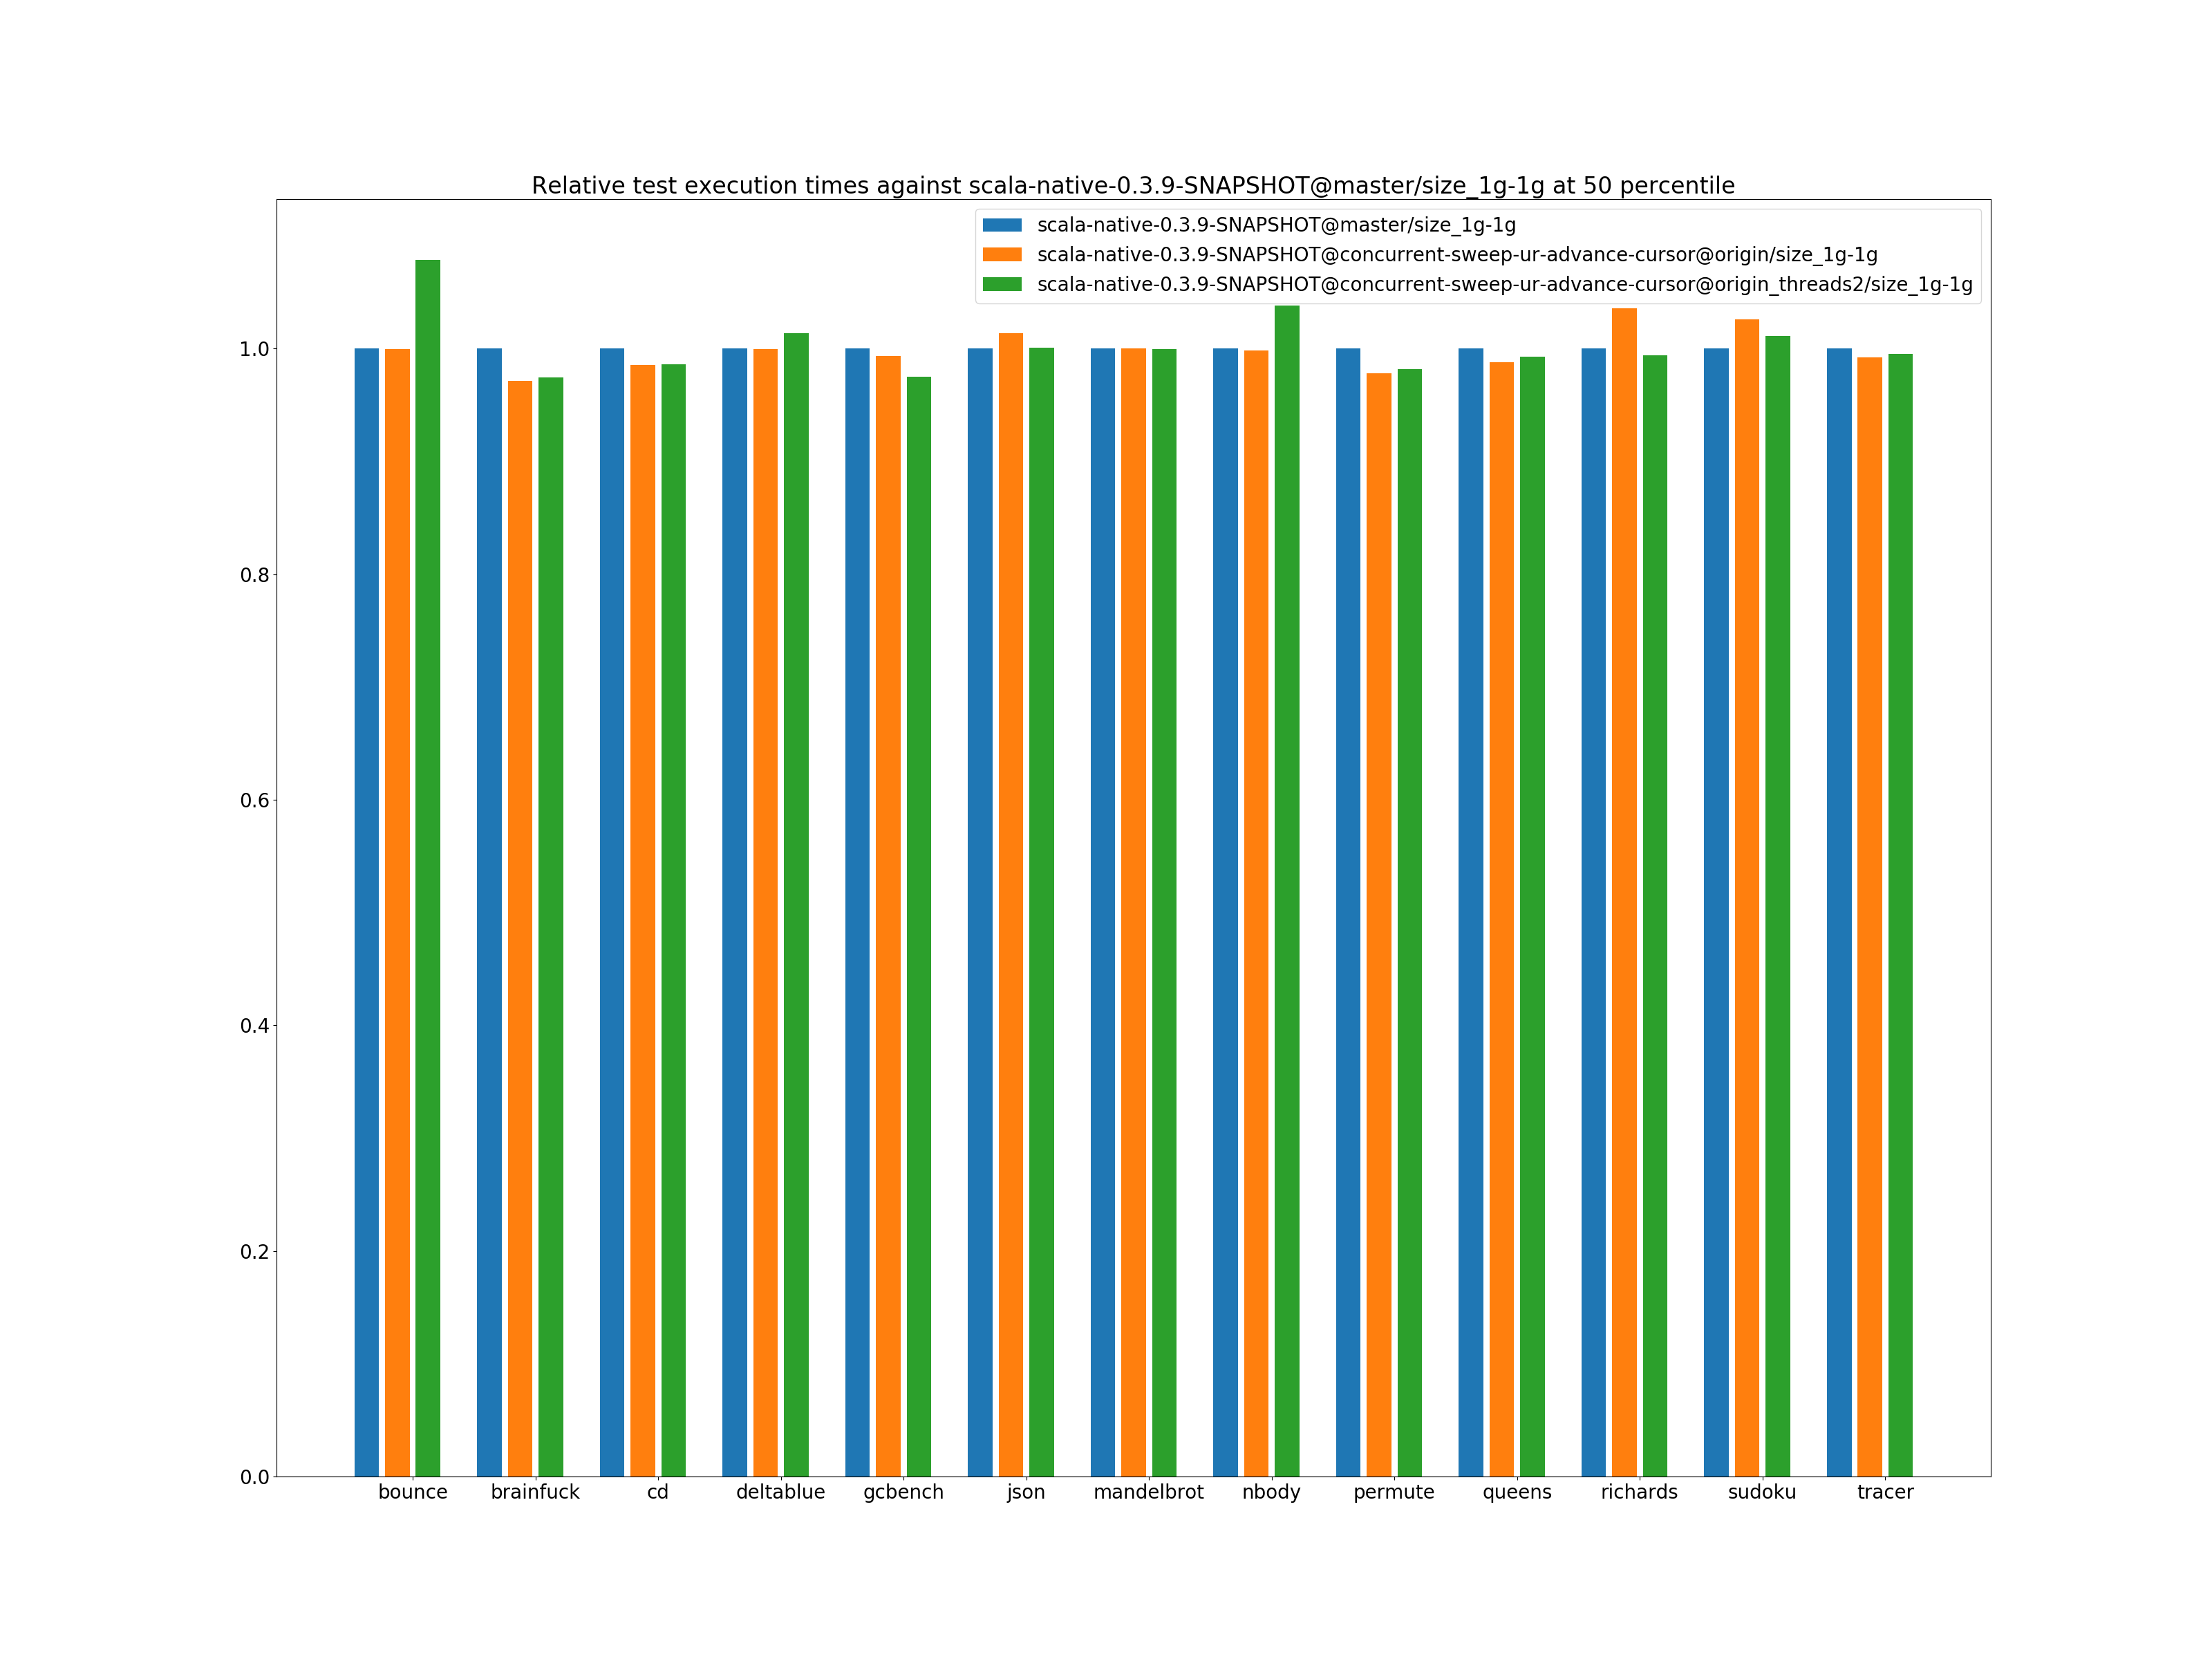 Relative test execution times against scala-native-0.3.9-SNAPSHOT@master/size_1g-1g at 50 percentile
scala-native-0.3.9-SNAPSHOT@master/size_1g-1g
scala-native-0.3.9-SNAPSHOT@concurrent-sweep-ur-advance-cursor@origin/size_1g-1g
scala-native-0.3.9-SNAPSHOT@concurrent-sweep-ur-advance-cursor@origin_threads2/size_1g-1g
1.0
0.8
0.6
0.4
0.2
0.0
bounce brainfuck cd deltablue gcbench json mandelbrot nbody permute queens richards sudoku tracer